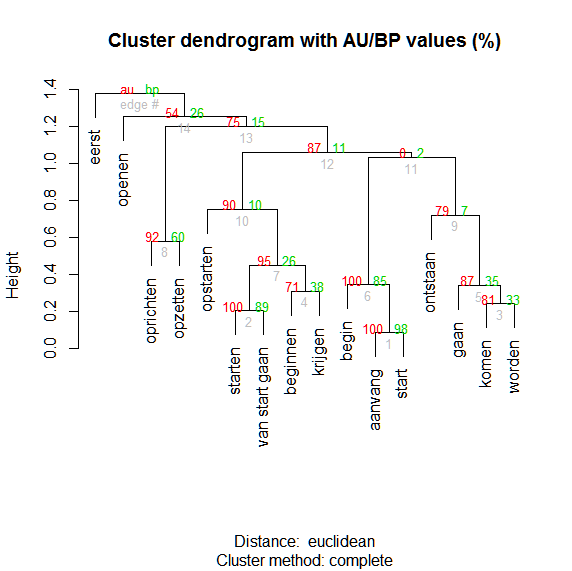 Cluster dendrogram with AU/BP values (%)
Height
0.0 0.2 0.4 0.6 0.8 1.0 1.2 1.4
au bp
edge #
54 26
14
75 15
13
87 11
12
0 2
11
90 10
10
79 7
9
92 60
8
95 26
7
100 85
6
87 35
5
71 38
4
81 33
3
100 89
2
100 98
1
eerst
openen
oprichten
opzetten
opstarten
starten
van start gaan
beginnen
krijgen
begin
aanvang
start
ontstaan
gaan
komen
worden
Distance: euclidean
Cluster method: complete